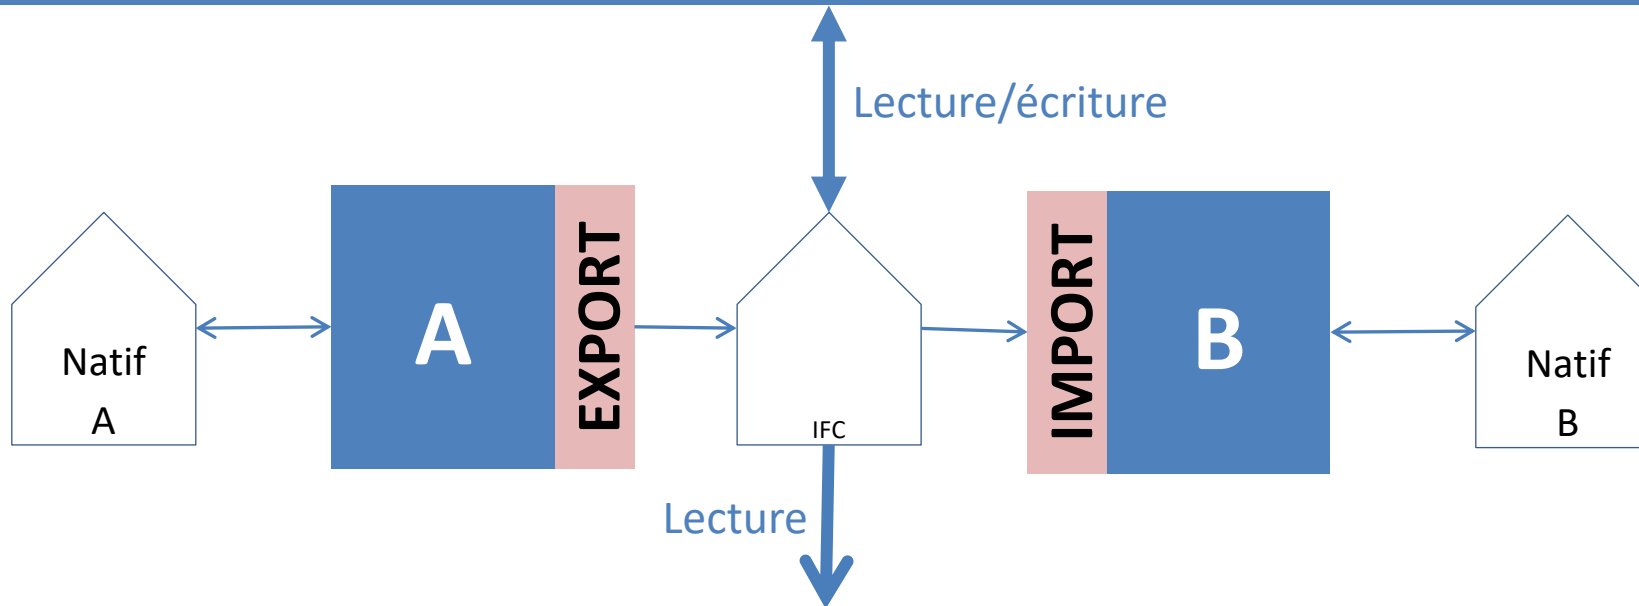 Lecture/écriture
Natif
A
A
EXPORT
IFC
IMPORT
B
Natif
B
Lecture